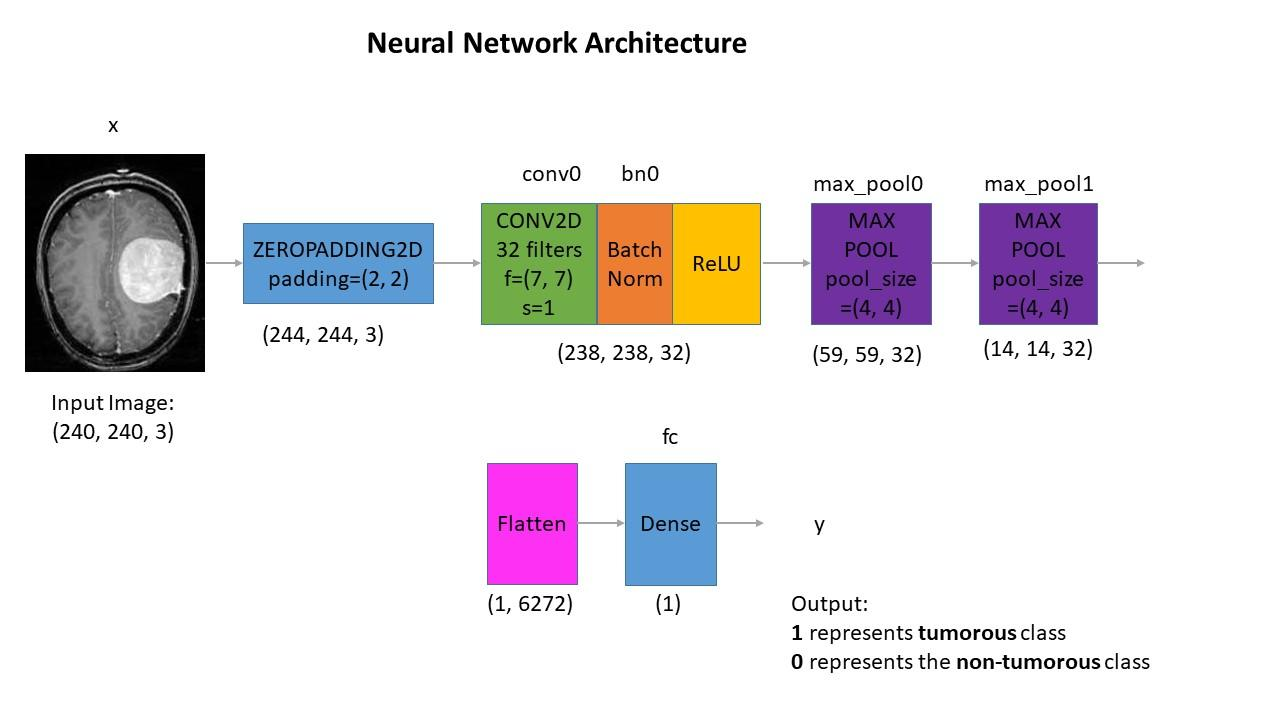 Neural Network Architecture
x
Input Image:
(240, 240, 3)
ZEROPADDING2D
padding=(2, 2)
(244, 244, 3)
conv0
bn0
CONV2D
32 filters
f=(7, 7)
s=1
Batch
Norm
ReLU
(238, 238, 32)
max_pool0
MAX
POOL
pool_size
=(4, 4)
(59, 59, 32)
max_pool1
MAX
POOL
pool_size
=(4, 4)
(14, 14, 32)
Flatten
(1, 6272)
fc
Dense
(1)
y
Output:
1 represents tumorous class
0 represents the non-tumorous class